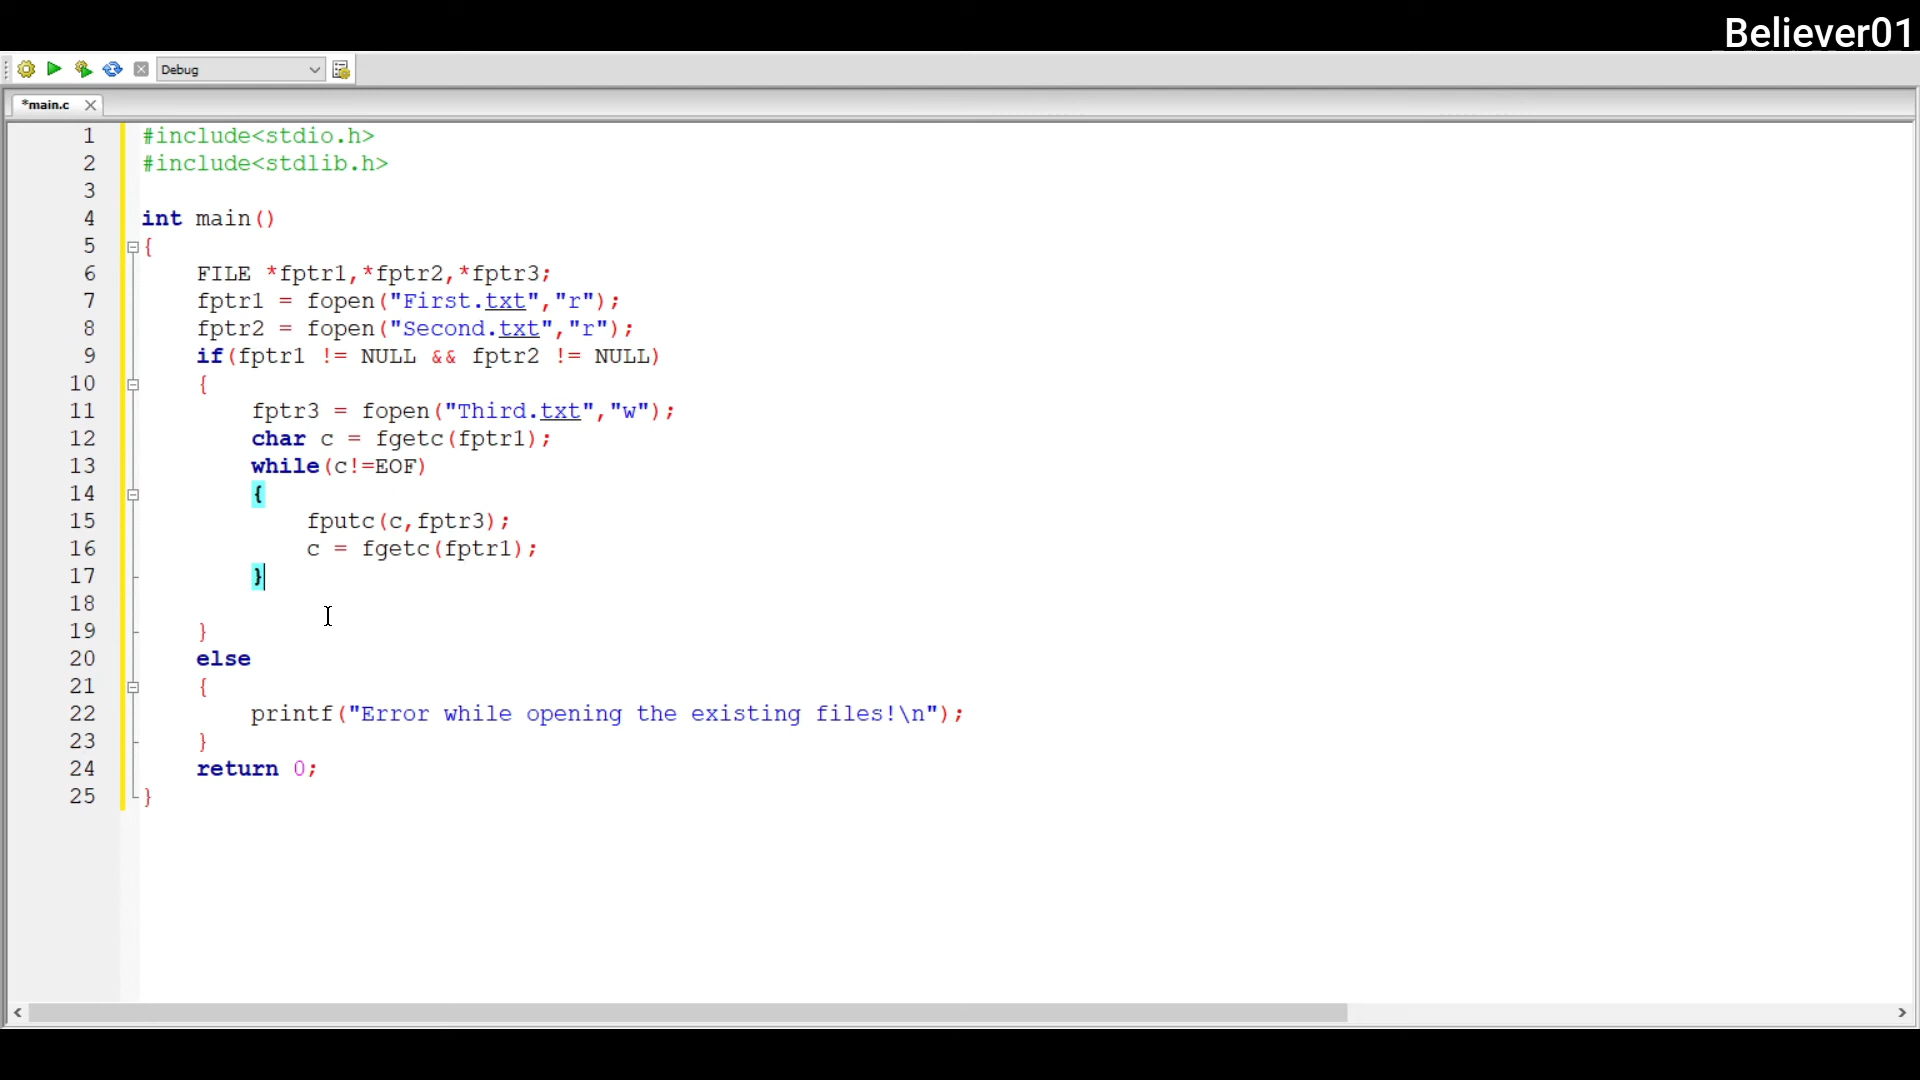 Believer01
Debug
*main.c
1 #include<stdio.h>
2 #include<stdlib.h>
3
4 int main()
5 {
6 FILE *fptr1,*fptr2,*fptr3;
7 fptr1 = fopen("First.txt","r");
8 fptr2 = fopen("Second.txt","r");
9 if(fptr1 != NULL && fptr2 != NULL)
10 {
11 fptr3 = fopen("Third.txt","w");
12 char c = fgetc(fptr1);
13 while(c!=EOF)
14 {
15 fputc(c,fptr3);
16 c = fgetc(fptr1);
17 }
18
19 }
20 else
21 {
22 printf("Error while opening the existing files!\n");
23 }
24 return 0;
25 }